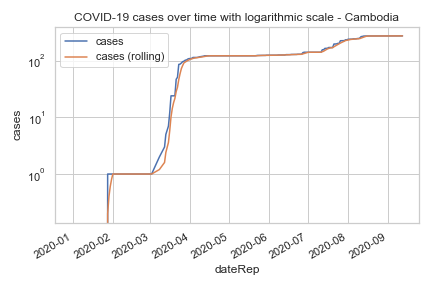 COVID-19 cases over time with logarithmic scale - Cambodia
cases
cases (rolling)
10²
10¹
10⁰
cases
2020-01
2020-02
2020-03
2020-04
2020-05
2020-06
2020-07
2020-08
2020-09
dateRep